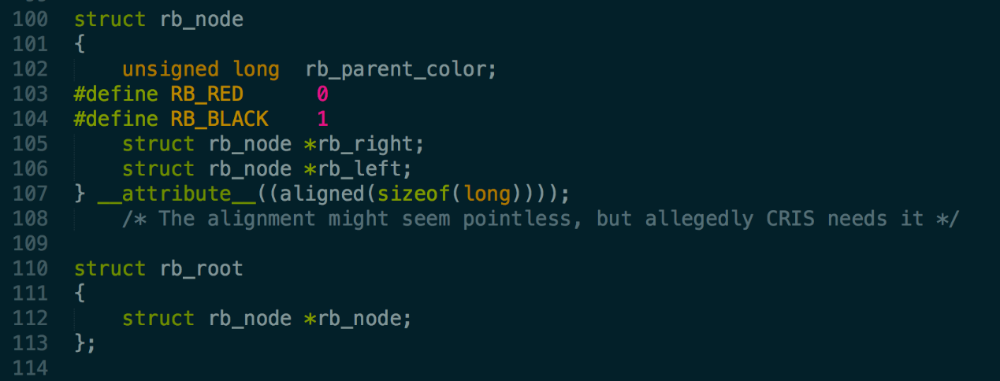 100 struct rb_node
101 {
102     unsigned long  rb_parent_color;
103 #define RB_RED      0
104 #define RB_BLACK    1
105     struct rb_node *rb_right;
106     struct rb_node *rb_left;
107 } __attribute__((aligned(sizeof(long))));
108     /* The alignment might seem pointless, but allegedly CRIS needs it */
109
110 struct rb_root
111 {
112     struct rb_node *rb_node;
113 };
114